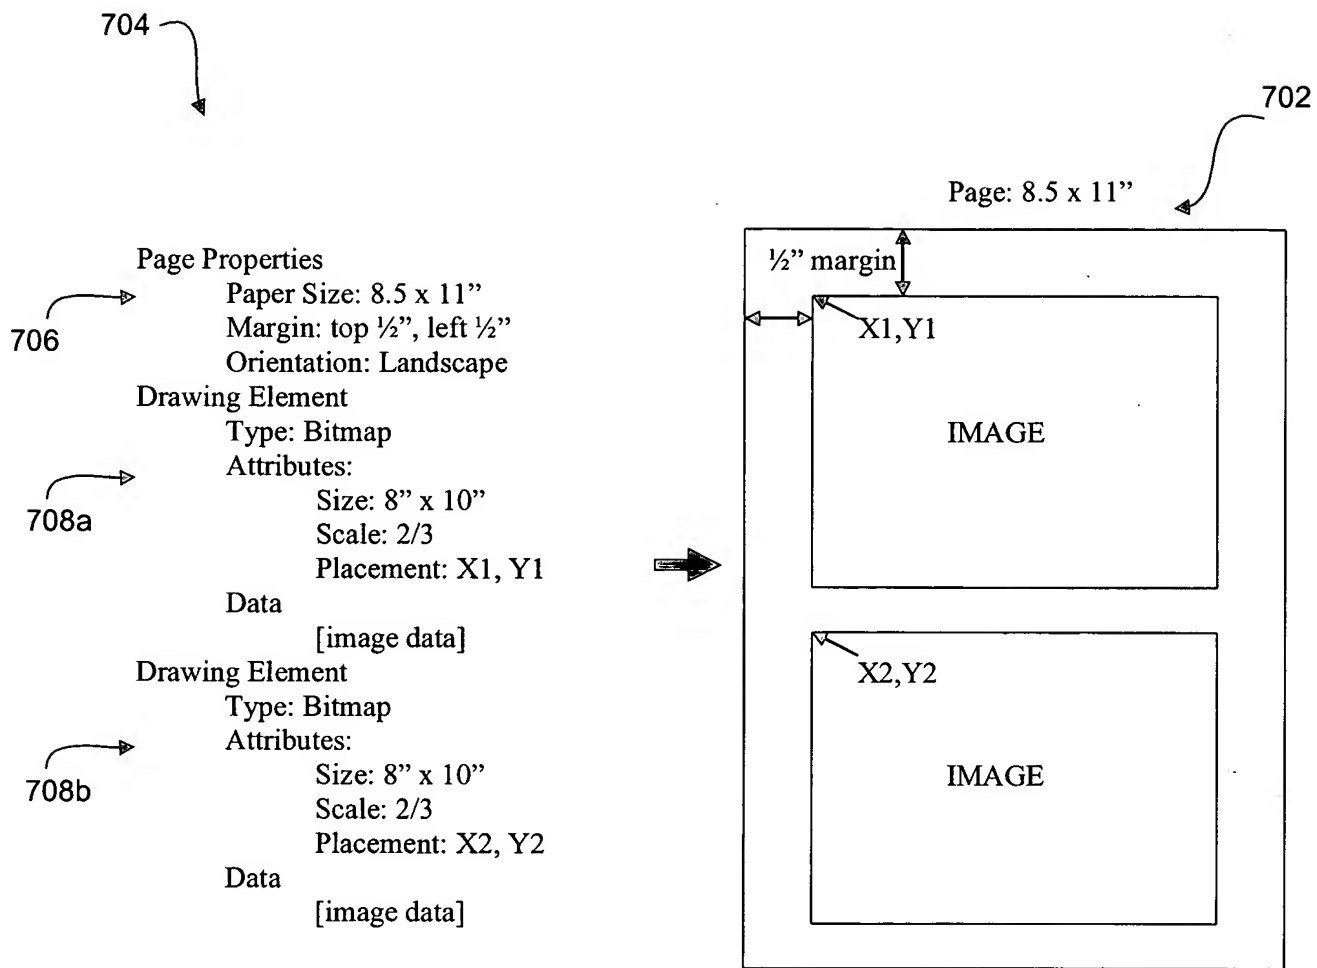 704
702
Page: 8.5 x 11”
½” margin
X1,Y1
IMAGE
X2,Y2
IMAGE
Page Properties
Paper Size: 8.5 x 11”
Margin: top ½”, left ½”
Orientation: Landscape
706
Drawing Element
Type: Bitmap
Attributes:
Size: 8” x 10”
Scale: 2/3
Placement: X1, Y1
708a
Data
[image data]
Drawing Element
Type: Bitmap
Attributes:
Size: 8” x 10”
Scale: 2/3
Placement: X2, Y2
708b
Data
[image data]